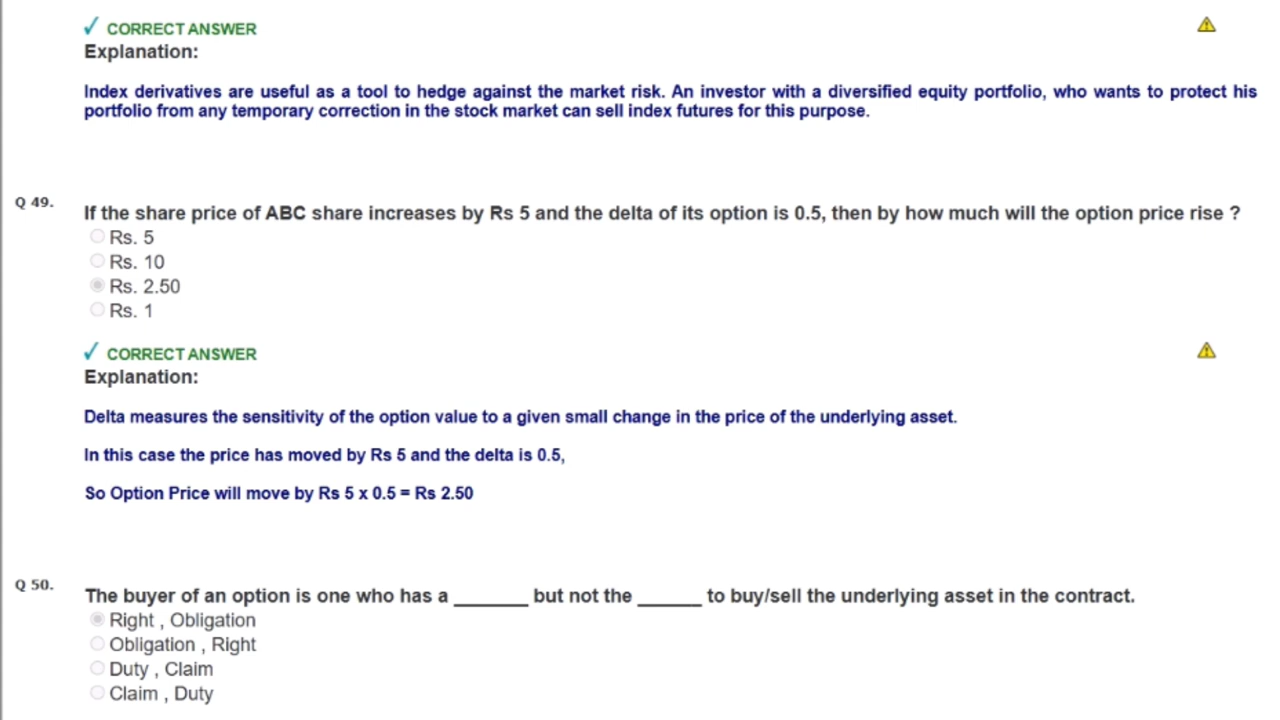 ✓ CORRECT ANSWER
Explanation:
Index derivatives are useful as a tool to hedge against the market risk. An investor with a diversified equity portfolio, who wants to protect his
portfolio from any temporary correction in the stock market can sell index futures for this purpose.
Q 49. If the share price of ABC share increases by Rs 5 and the delta of its option is 0.5, then by how much will the option price rise ?
Rs. 5
Rs. 10
Rs. 2.50
Rs. 1
✓ CORRECT ANSWER
Explanation:
Delta measures the sensitivity of the option value to a given small change in the price of the underlying asset.
In this case the price has moved by Rs 5 and the delta is 0.5,
So Option Price will move by Rs 5 x 0.5 = Rs 2.50
Q 50. The buyer of an option is one who has a _______ but not the ______ to buy/sell the underlying asset in the contract.
Right , Obligation
Obligation , Right
Duty , Claim
Claim , Duty